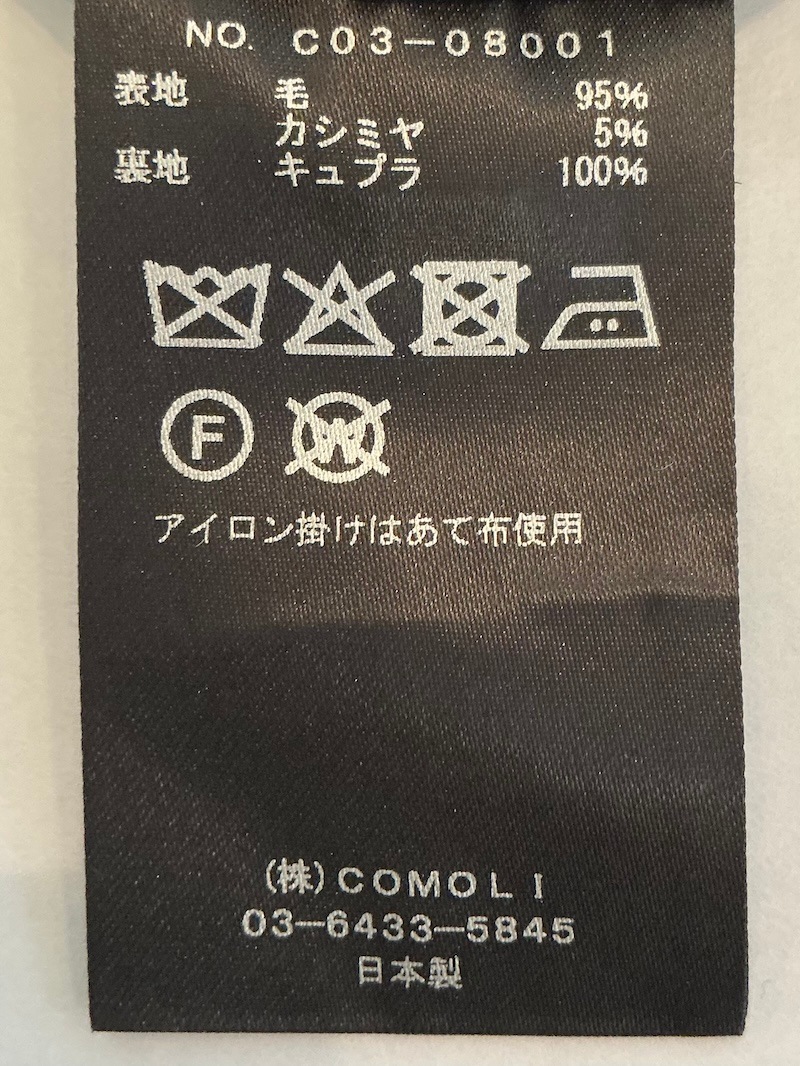 NO. C03-08001
表地 毛 95%
カシミヤ 5%
裏地 キュプラ 100%
F W
アイロン掛けはあて布使用
(株)COMOLI
03-6433-5845
日本製